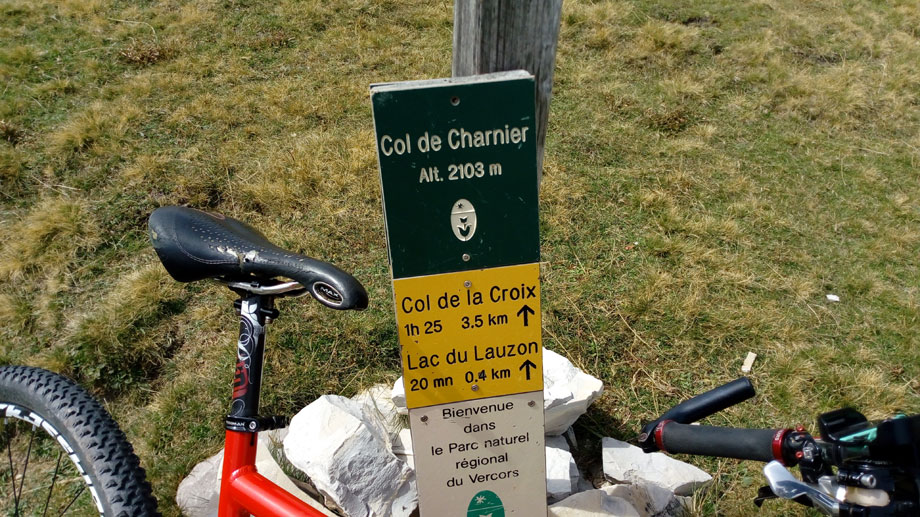 Col de Charnier
Alt. 2103 m
Col de la Croix
1h 25 3.5 km ↑
Lac du Lauzon
20 mn 0.4 km ↑
Bienvenue
dans
le Parc naturel
régional
du Vercors